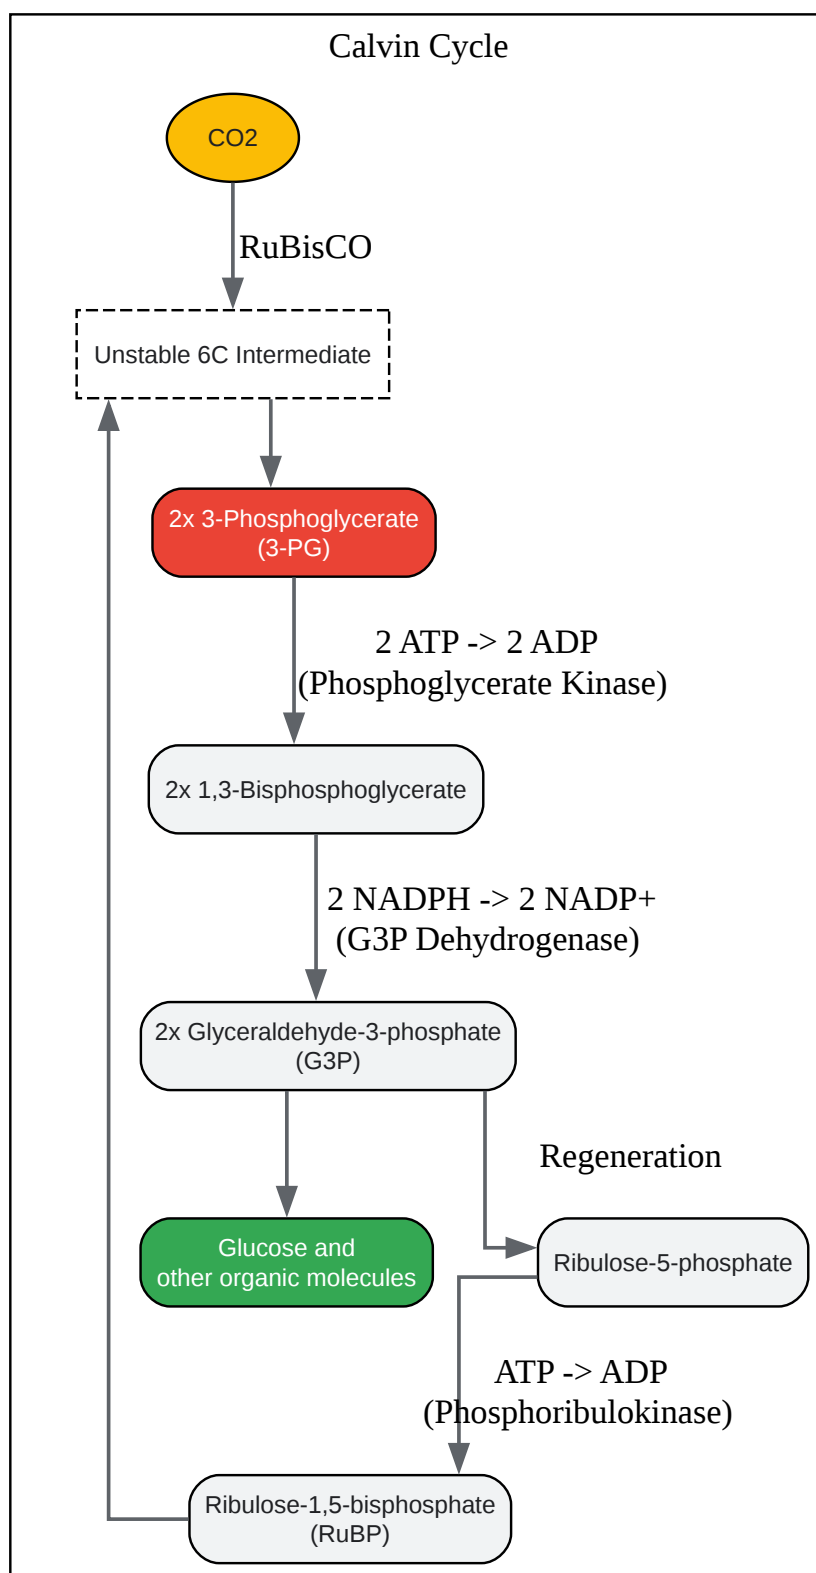 Calvin Cycle
CO2
RuBisCO
Unstable 6C Intermediate
2x 3-Phosphoglycerate
(3-PG)
2 ATP -> 2 ADP
(Phosphoglycerate Kinase)
2x 1,3-Bisphosphoglycerate
2 NADPH -> 2 NADP+
(G3P Dehydrogenase)
2x Glyceraldehyde-3-phosphate
(G3P)
Regeneration
Glucose and
other organic molecules
Ribulose-5-phosphate
ATP -> ADP
(Phosphoribulokinase)
Ribulose-1,5-bisphosphate
(RuBP)